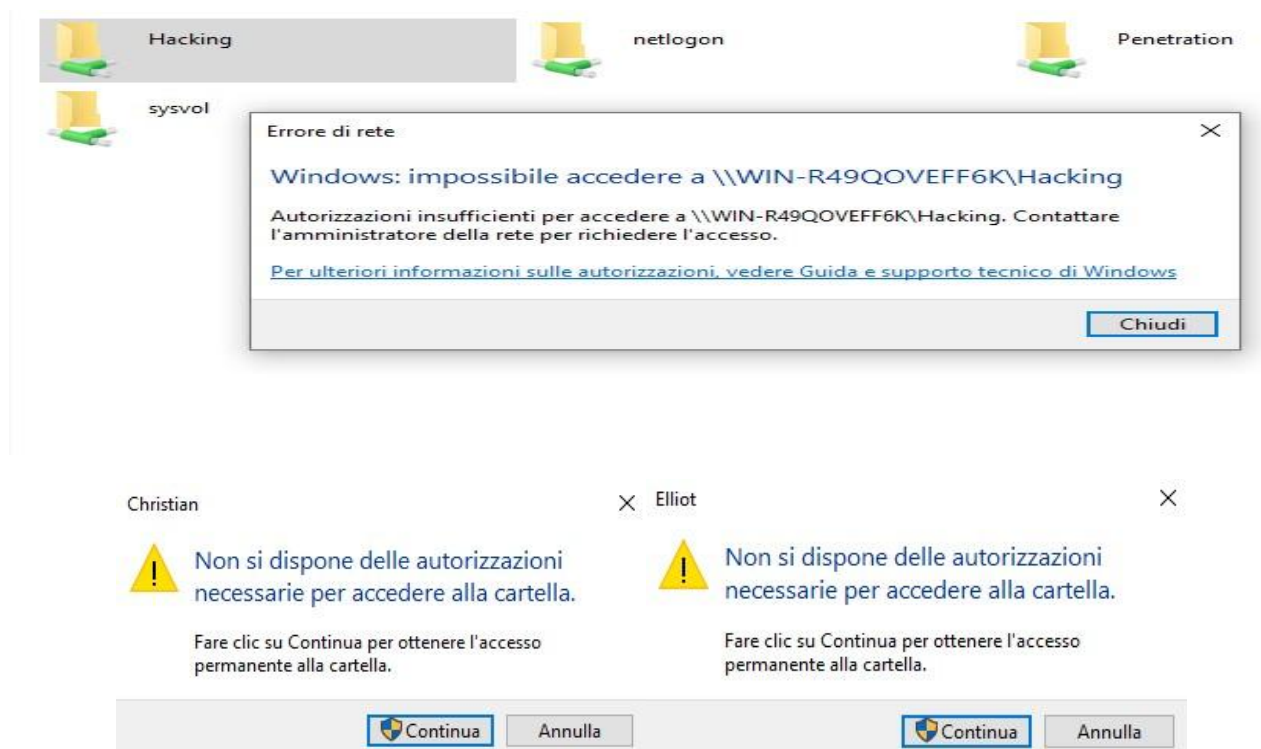 Hacking
netlogon
Penetration
sysvol
Errore di rete
Windows: impossibile accedere a \\WIN-R49QOVEFF6K\Hacking
Autorizzazioni insufficienti per accedere a \\WIN-R49QOVEFF6K\Hacking. Contattare
l'amministratore della rete per richiedere l'accesso.
Per ulteriori informazioni sulle autorizzazioni, vedere Guida e supporto tecnico di Windows
Chiudi
Christian
Non si dispone delle autorizzazioni
necessarie per accedere alla cartella.
Fare clic su Continua per ottenere l'accesso
permanente alla cartella.
Continua
Annulla
Elliot
Non si dispone delle autorizzazioni
necessarie per accedere alla cartella.
Fare clic su Continua per ottenere l'accesso
permanente alla cartella.
Continua
Annulla